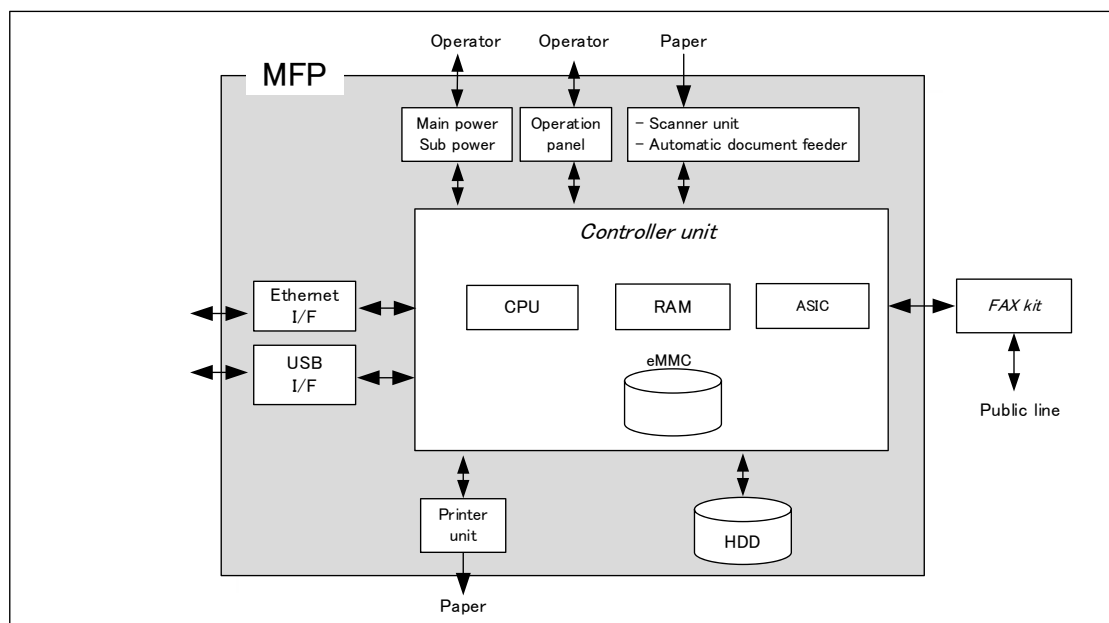 Operator
Operator
Paper
MFP
Main power
Sub power
Operation
panel
- Scanner unit
- Automatic document feeder
Controller unit
Ethernet
I/F
CPU
RAM
ASIC
FAX kit
USB
I/F
eMMC
Public line
Printer
unit
HDD
Paper